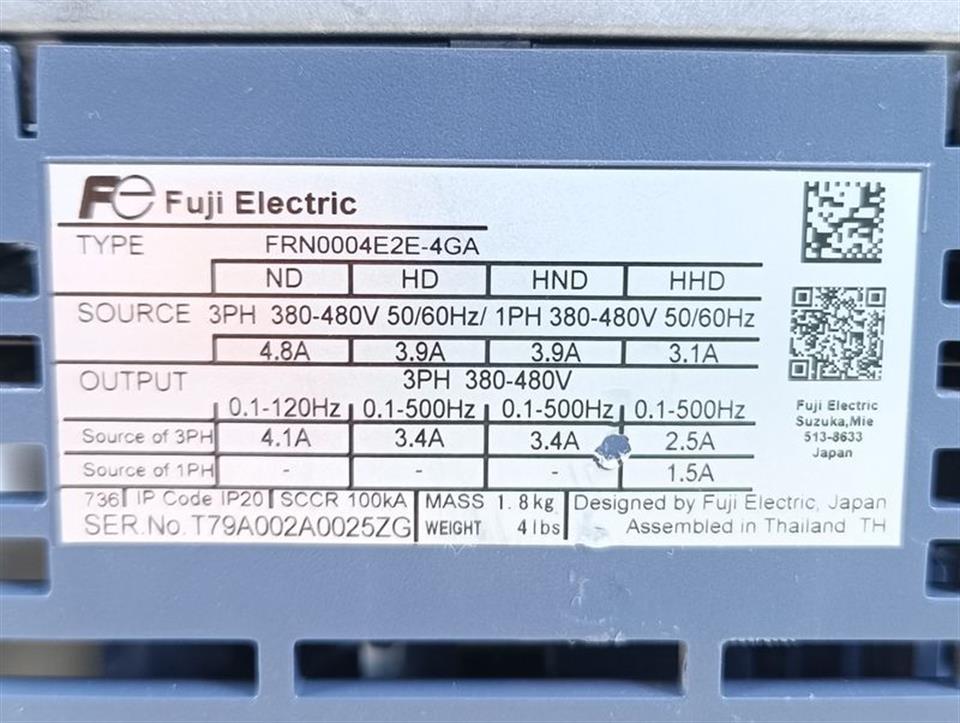 Fe Fuji Electric
TYPE FRN0004E2E-4GA
ND HD HND HHD
SOURCE 3PH 380-480V 50/60Hz/ 1PH 380-480V 50/60Hz
4.8A 3.9A 3.9A 3.1A
OUTPUT 3PH 380-480V
0.1-120Hz 0.1-500Hz 0.1-500Hz 0.1-500Hz
Source of 3PH 4.1A 3.4A 3.4A 2.5A
Source of 1PH - - - 1.5A
736 IP Code IP20 SCCR 100kA MASS 1.8kg Designed by Fuji Electric, Japan
SER.No. T79A002A0025ZG WEIGHT 4lbs Assembled in Thailand TH
Fuji Electric
Suzuka,Mie
513-8633
Japan